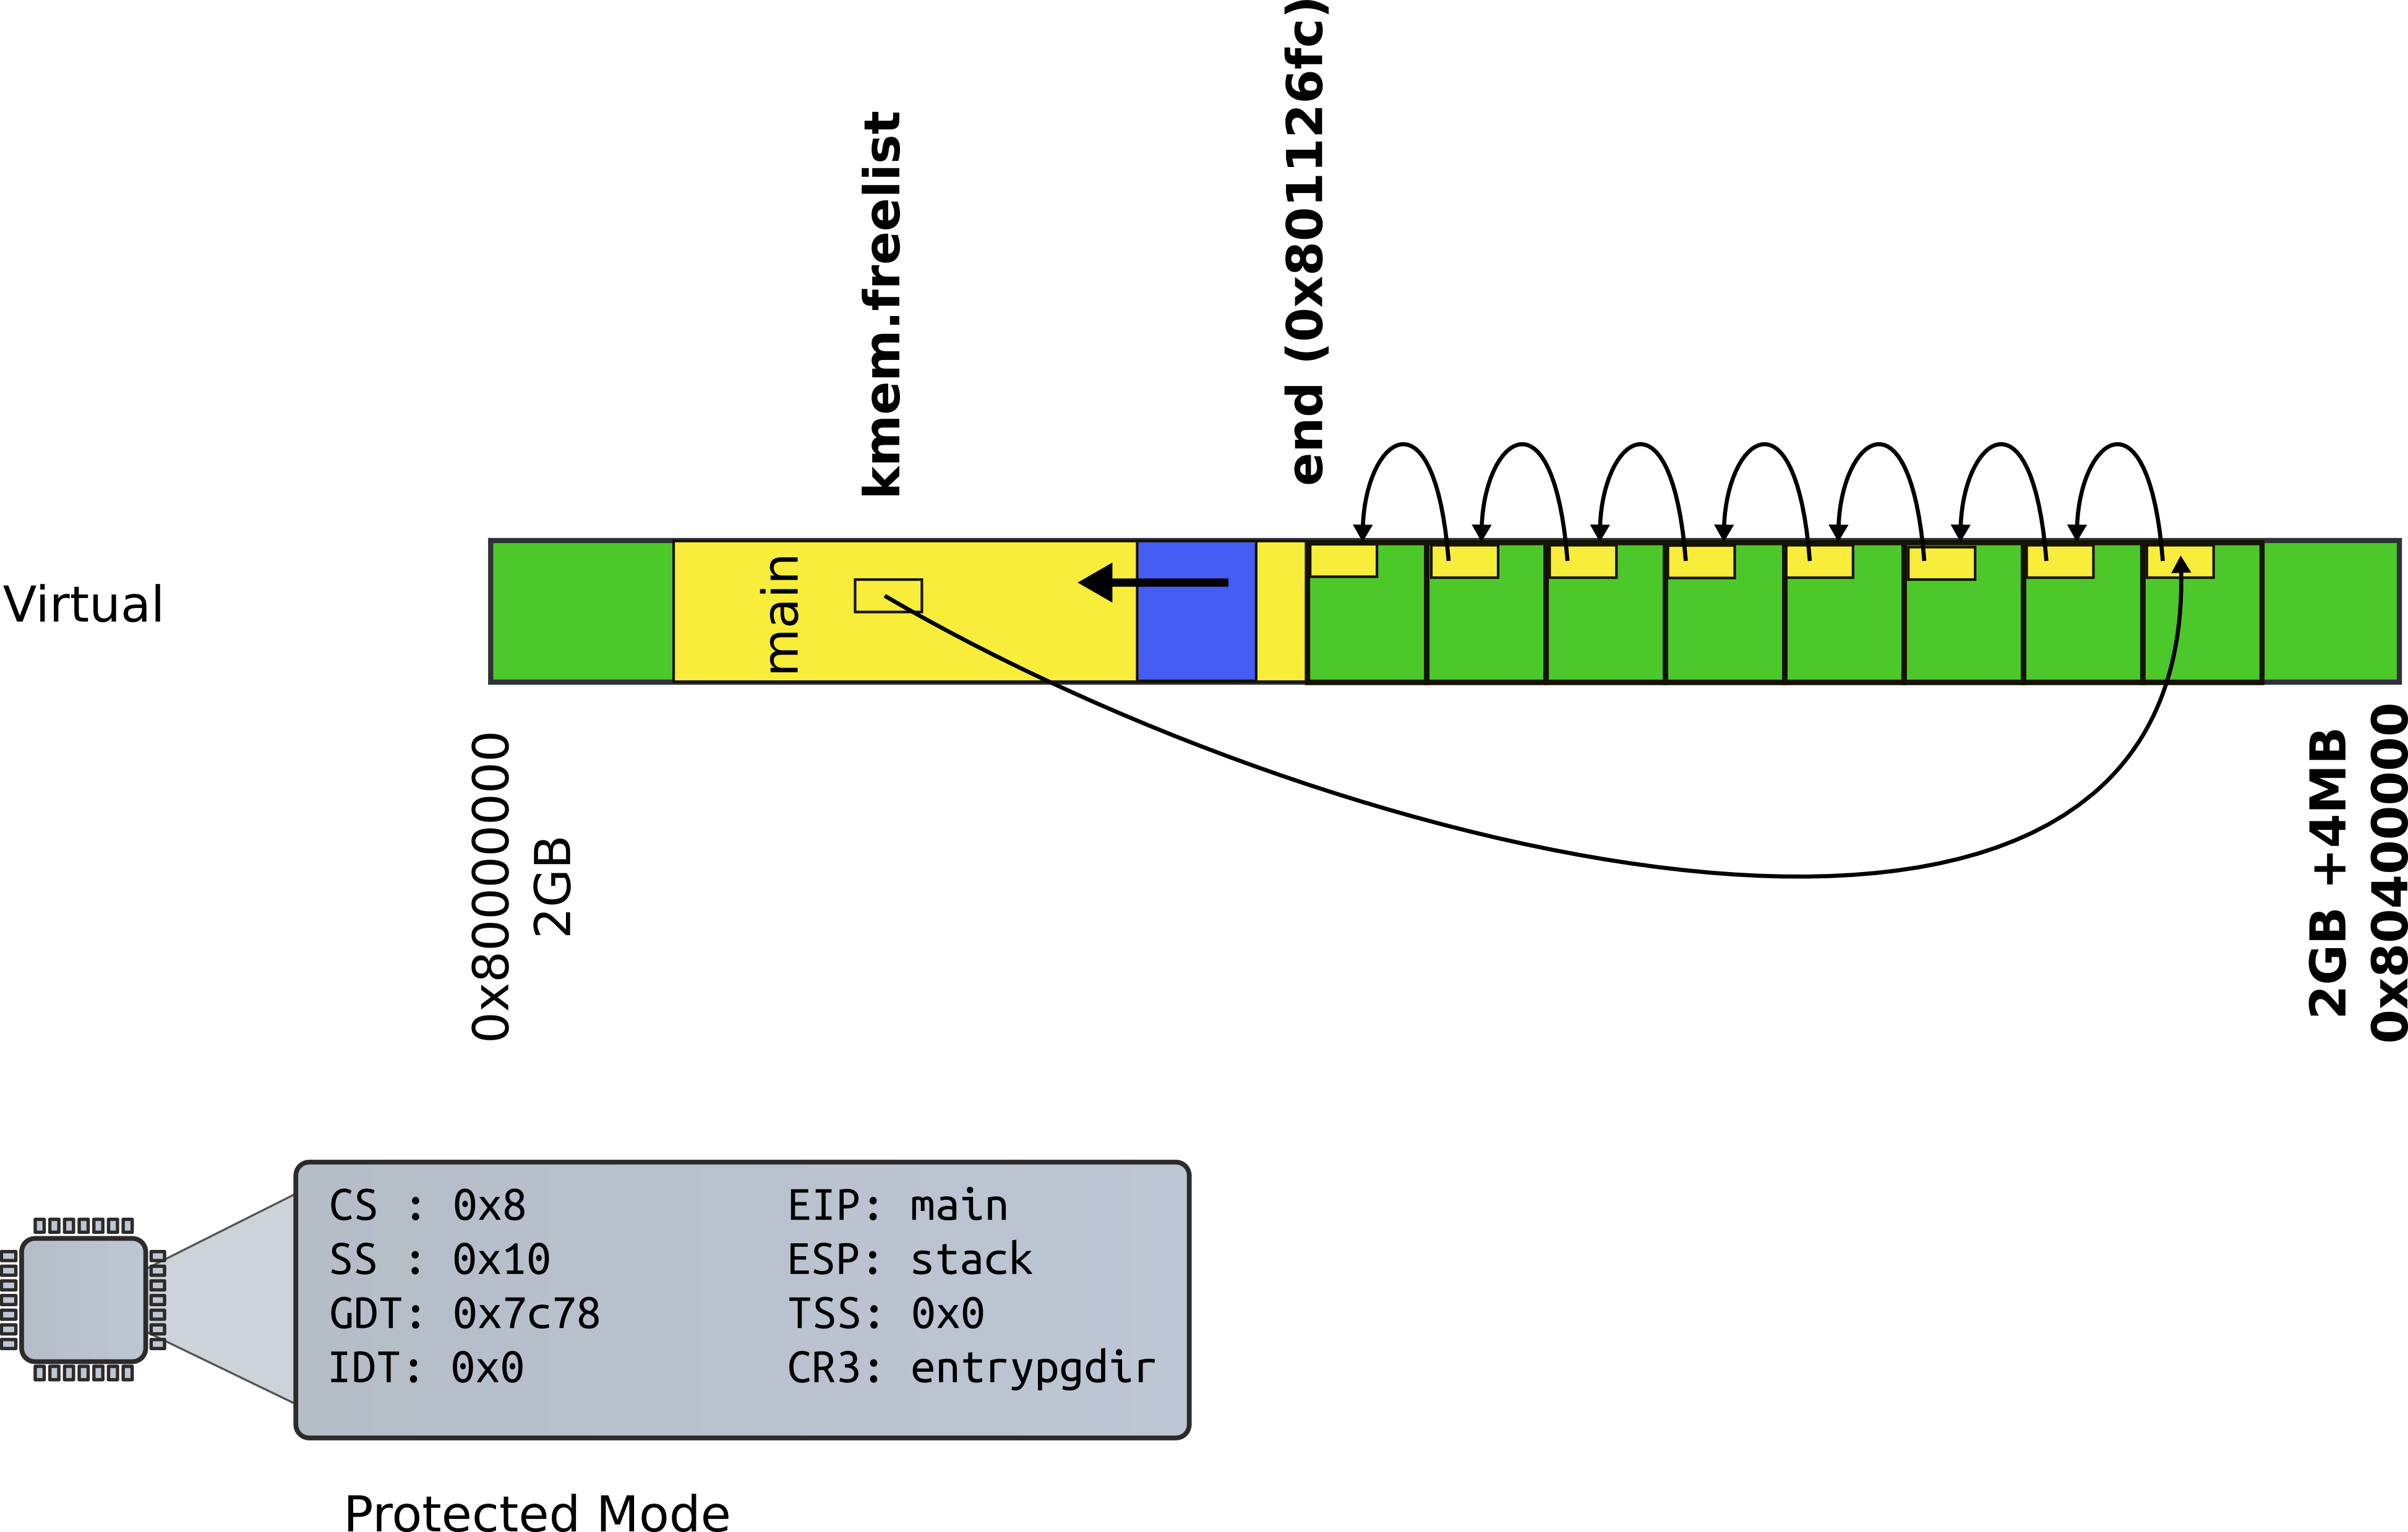 kmem.freelist
end (0x801126fc)
Virtual
main
0x80000000
2GB
2GB +4MB
0x80400000
CS : 0x8
SS : 0x10
GDT: 0x7c78
IDT: 0x0
EIP: main
ESP: stack
TSS: 0x0
CR3: entrypgdir
Protected Mode